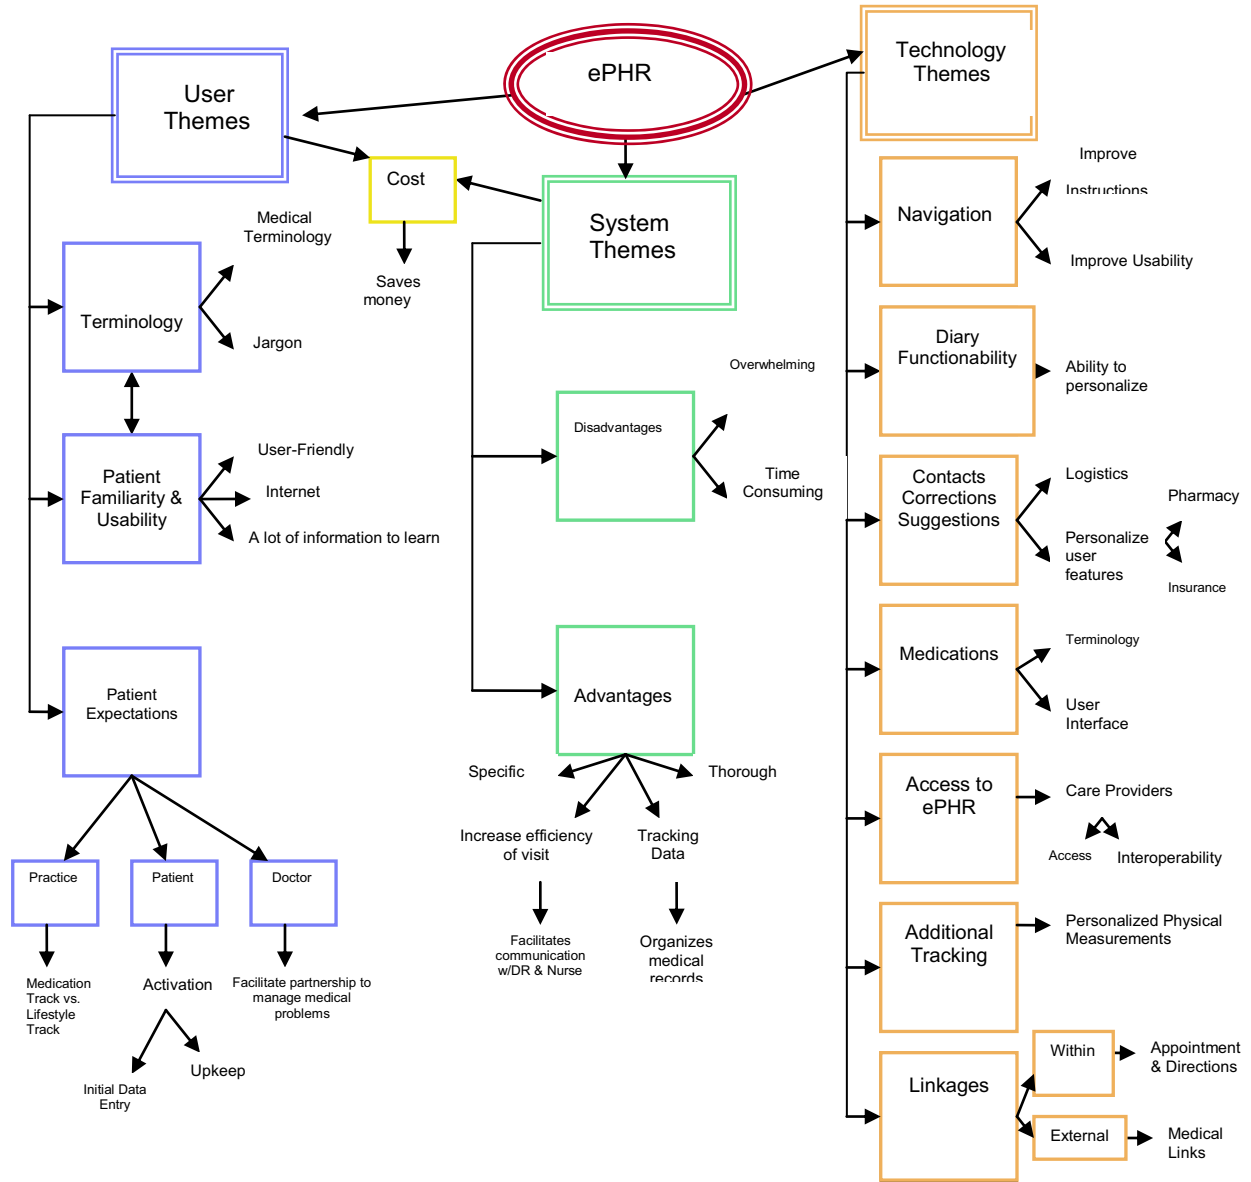 ePHR
User
Themes
Cost
Saves
money
System
Themes
Technology
Themes
Medical
Terminology
Terminology
Jargon
Patient
Familiarity &
Usability
User-Friendly
Internet
A lot of information to learn
Patient
Expectations
Practice
Patient
Doctor
Medication
Track vs.
Lifestyle
Track
Activation
Facilitate partnership to
manage medical
problems
Initial Data
Entry
Upkeep
Disadvantages
Overwhelming
Time
Consuming
Advantages
Specific
Thorough
Increase efficiency
of visit
Tracking
Data
Facilitates
communication
w/DR & Nurse
Organizes
medical
records
Navigation
Improve
Instructions
Improve Usability
Diary
Functionability
Ability to
personalize
Contacts
Corrections
Suggestions
Logistics
Personalize
user
features
Pharmacy
Insurance
Medications
Terminology
User
Interface
Access to
ePHR
Care Providers
Access
Interoperability
Additional
Tracking
Personalized Physical
Measurements
Linkages
Within
Appointment
& Directions
External
Medical
Links